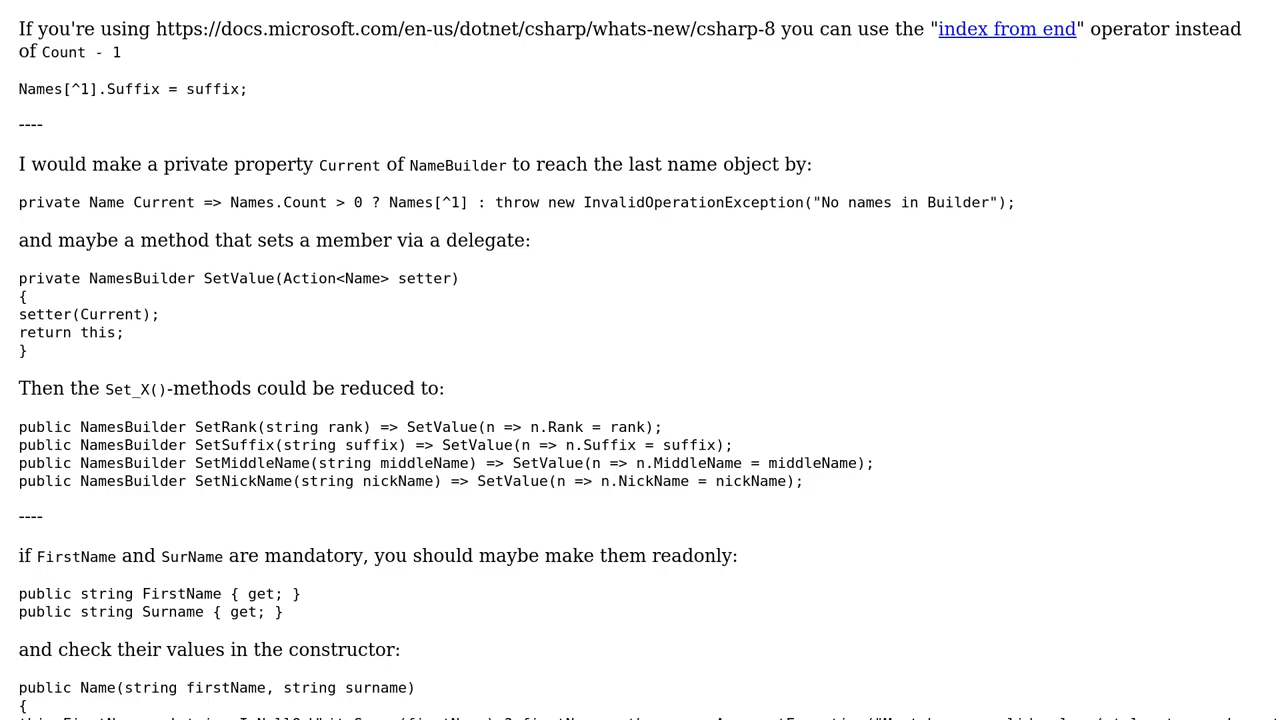 If you're using https://docs.microsoft.com/en-us/dotnet/csharp/whats-new/csharp-8 you can use the "index from end" operator instead
of Count - 1
Names[^1].Suffix = suffix;
----
I would make a private property Current of NameBuilder to reach the last name object by:
private Name Current => Names.Count > 0 ? Names[^1] : throw new InvalidOperationException("No names in Builder");
and maybe a method that sets a member via a delegate:
private NamesBuilder SetValue(Action<Name> setter)
{
setter(Current);
return this;
}
Then the Set_X()-methods could be reduced to:
public NamesBuilder SetRank(string rank) => SetValue(n => n.Rank = rank);
public NamesBuilder SetSuffix(string suffix) => SetValue(n => n.Suffix = suffix);
public NamesBuilder SetMiddleName(string middleName) => SetValue(n => n.MiddleName = middleName);
public NamesBuilder SetNickName(string nickName) => SetValue(n => n.NickName = nickName);
----
if FirstName and SurName are mandatory, you should maybe make them readonly:
public string FirstName { get; }
public string Surname { get; }
and check their values in the constructor:
public Name(string firstName, string surname)
{